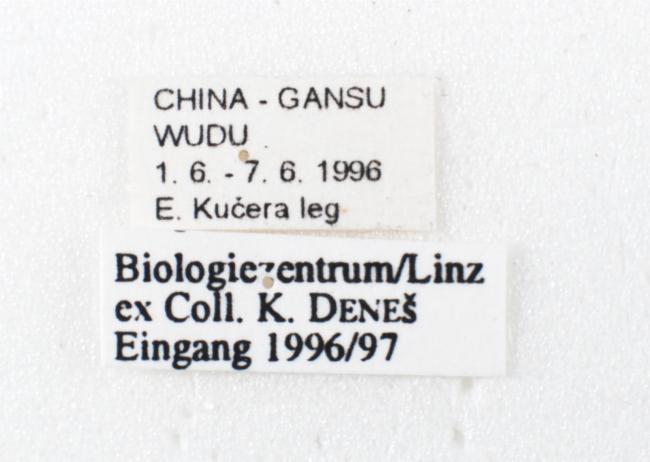 CHINA - GANSU
WUDU
1. 6. - 7. 6. 1996
E. Kučera leg
Biologiezentrum/Linz
ex Coll. K. DENEŠ
Eingang 1996/97